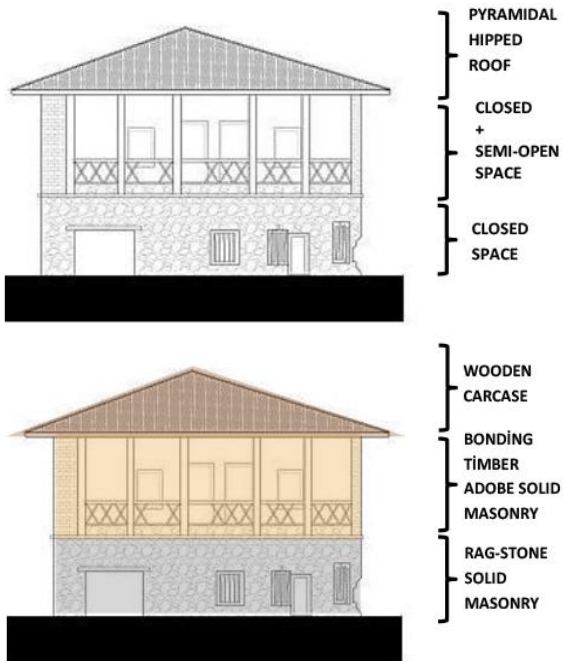 PYRAMIDAL
HIPPED
ROOF
CLOSED
+
SEMI-OPEN
SPACE
CLOSED
SPACE
WOODEN
CARCASE
BONDİNG
TİMBER
ADOBE SOLID
MASONRY
RAG-STONE
SOLID
MASONRY